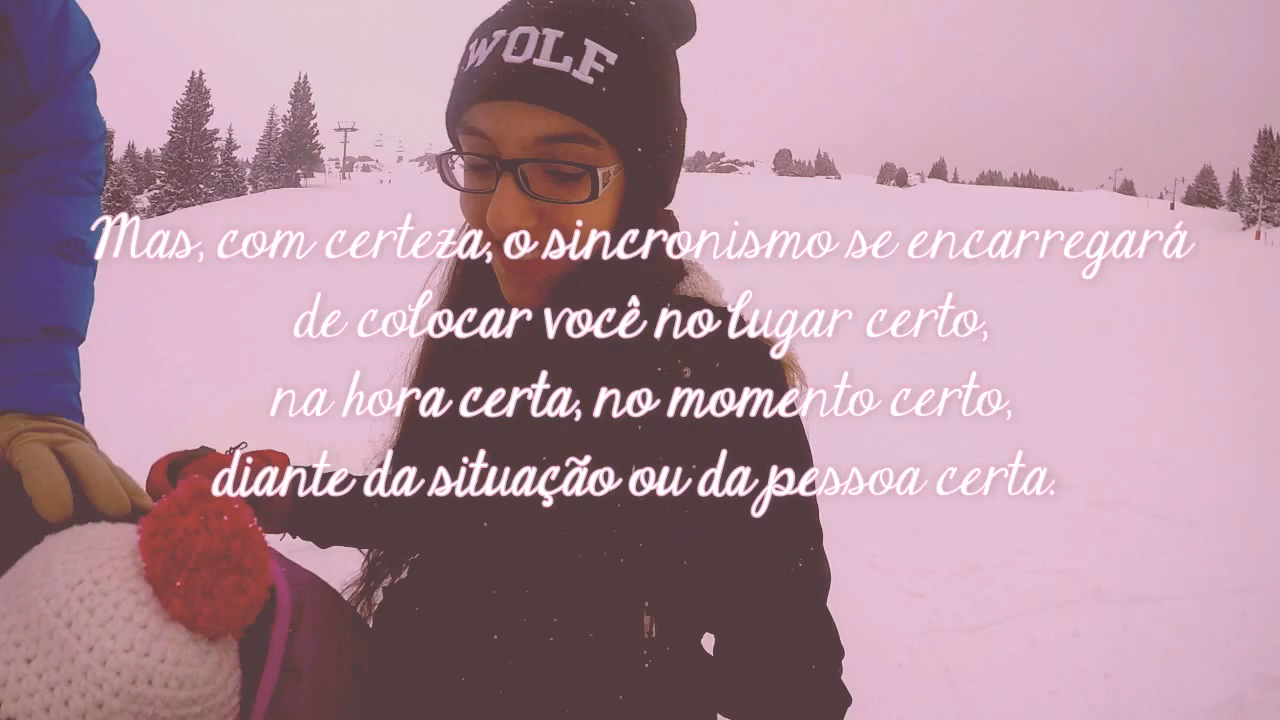 WOLF
Mas, com certeza, o sincronismo se encarregará
de colocar você no lugar certo,
na hora certa, no momento certo,
diante da situação ou da pessoa certa.